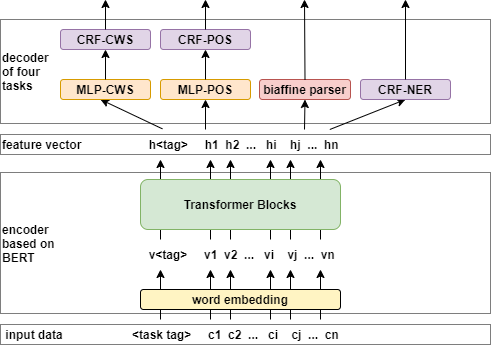 CRF-CWS CRF-POS
decoder
of four
tasks
MLP-CWS MLP-POS biaffine parser CRF-NER
feature vector h<tag> h1 h2 ... hi hj ... hn
Transformer Blocks
encoder
based on
BERT
v<tag> v1 v2 ... vi vj ... vn
word embedding
input data <task tag> c1 c2 ... ci cj ... cn